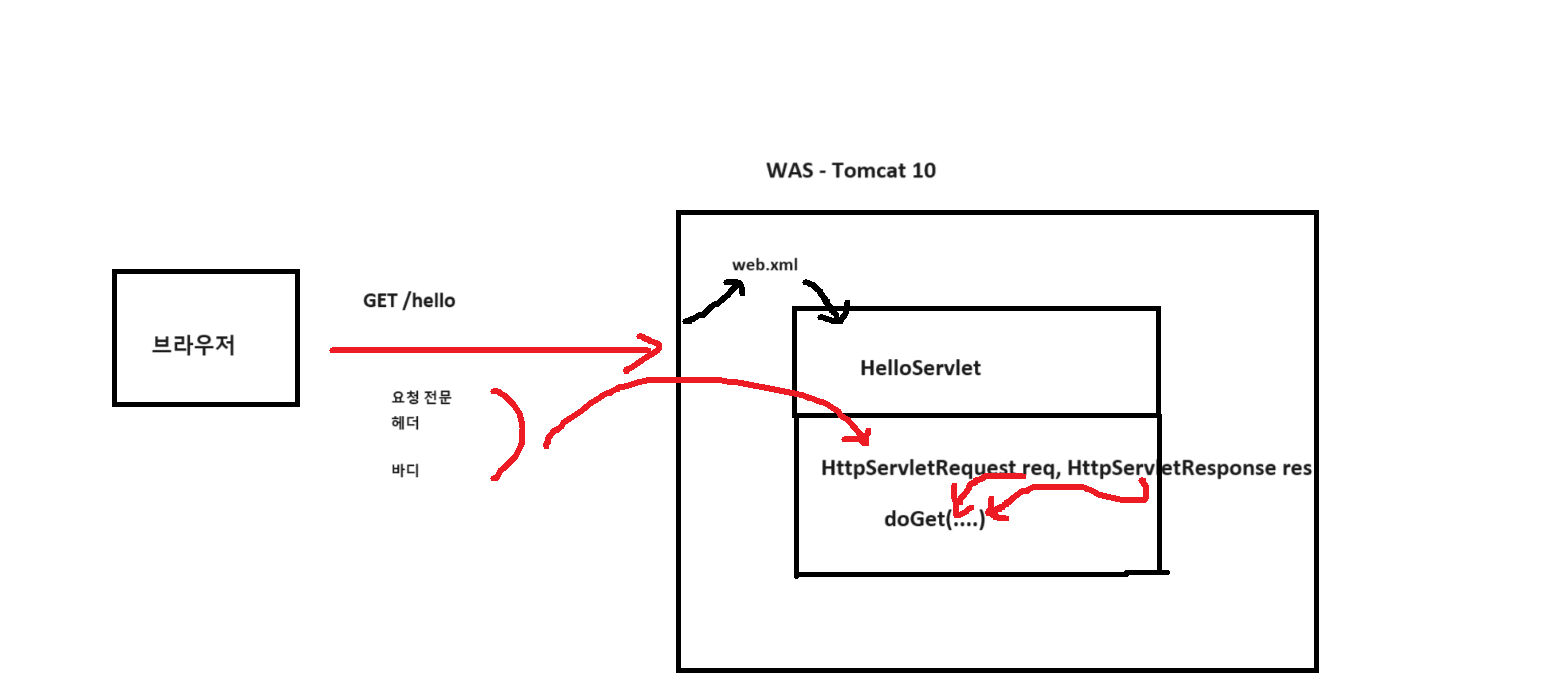 WAS - Tomcat 10
web.xml
GET /hello
브라우저
HelloServlet
요청 전문
헤더
바디
HttpServletRequest req, HttpServletResponse res
doGet(....)